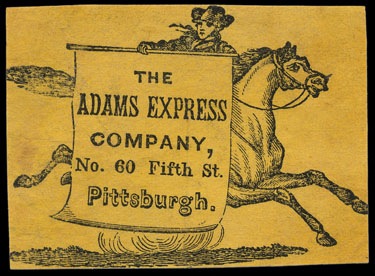 THE
ADAMS EXPRESS
COMPANY,
No. 60 Fifth St.
Pittsburgh.